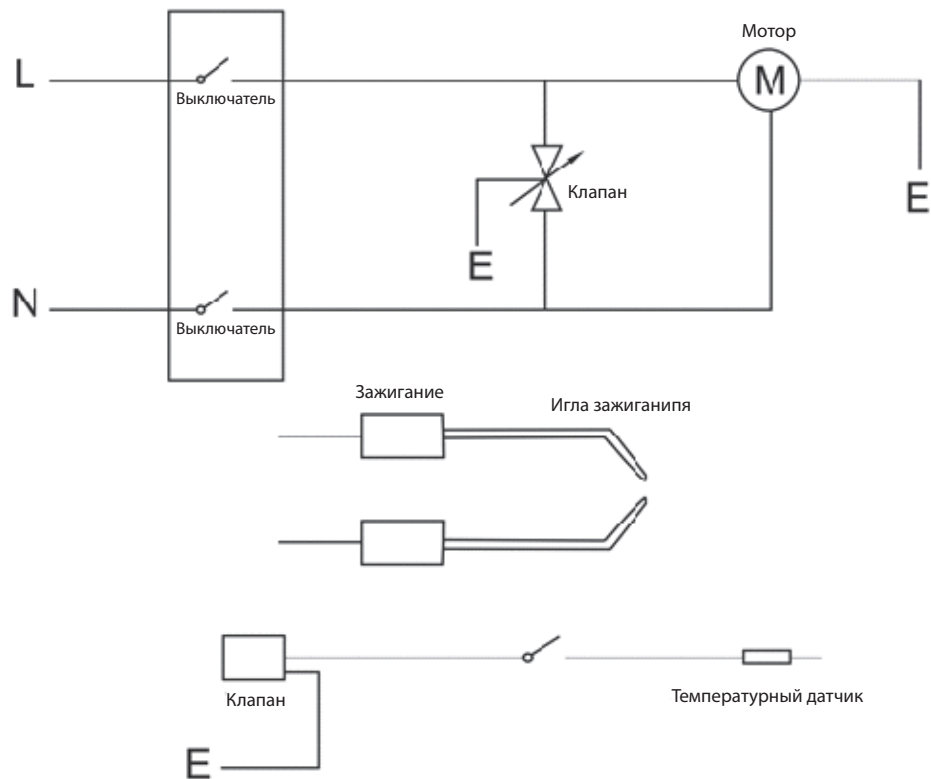 Мотор
L
M
Выключатель
Клапан
E
E
N
Выключатель
Зажигание
Игла зажиганипя
Клапан
Температурный датчик
E